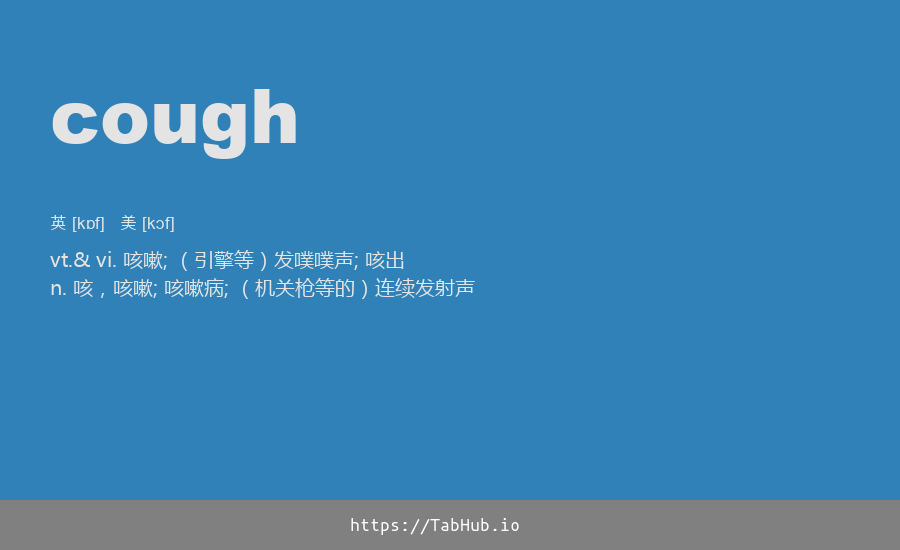 cough
英 [kɒf] 美 [kɔf]
vt.& vi. 咳嗽; （引擎等）发噗噗声; 咳出
n. 咳，咳嗽; 咳嗽病; （机关枪等的）连续发射声
https://TabHub.io